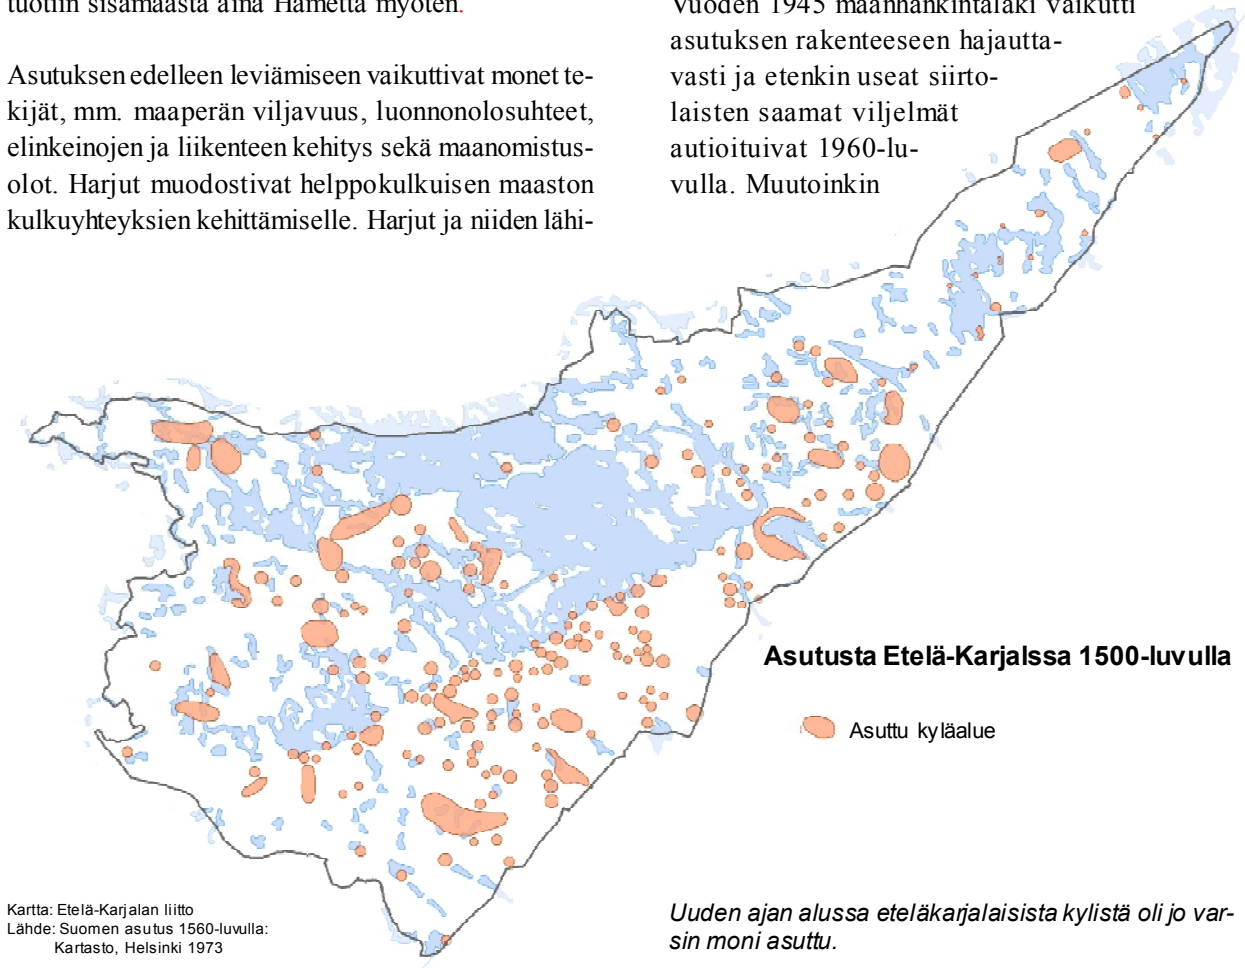 tuotiin sisämaasta aina Hämettä myöten.
Asutuksen edelleen leviämiseen vaikuttivat monet te-
kijät, mm. maaperän viljavuus, luonnonolosuhteet,
elinkeinojen ja liikenteen kehitys sekä maanomistus-
olot. Harjut muodostivat helppokulkuisen maaston
kulkuyhteyksien kehittämiselle. Harjut ja niiden lähi-
Vuoden 1945 maanhankintalaki vaikutti
asutuksen rakenteeseen hajautta-
vasti ja etenkin useat siirto-
laisten saamat viljelmät
autioituivat 1960-lu-
vulla. Muutoinkin
Asutusta Etelä-Karjalssa 1500-luvulla
Asuttu kyläalue
Kartta: Etelä-Karjalan liitto
Lähde: Suomen asutus 1560-luvulla:
Kartasto, Helsinki 1973
Uuden ajan alussa eteläkarjalaisista kylistä oli jo var-
sin moni asuttu.